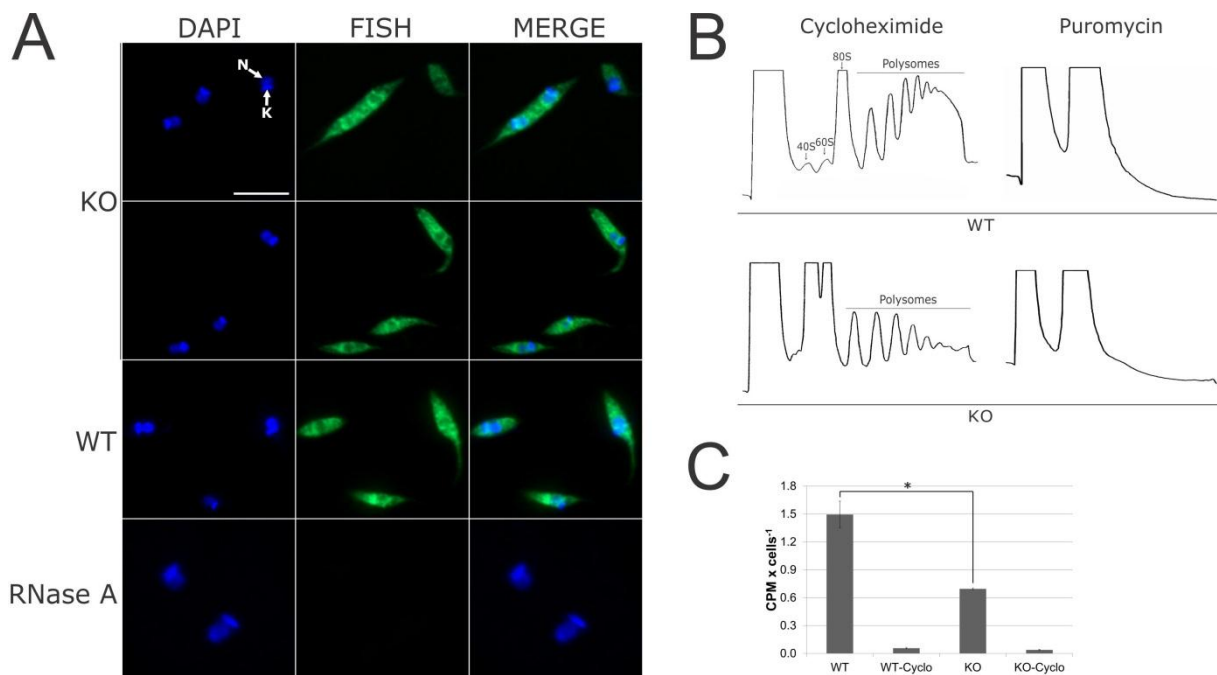 A
DAPI FISH MERGE
N
K
KO
WT
RNase A
B
Cycloheximide Puromycin
80S
Polysomes
40S 60S
WT
Polysomes
KO
C
*
CPM x cells⁻¹
1.8
1.5
1.2
0.9
0.6
0.3
0.0
WT WT-Cyclo KO KO-Cyclo